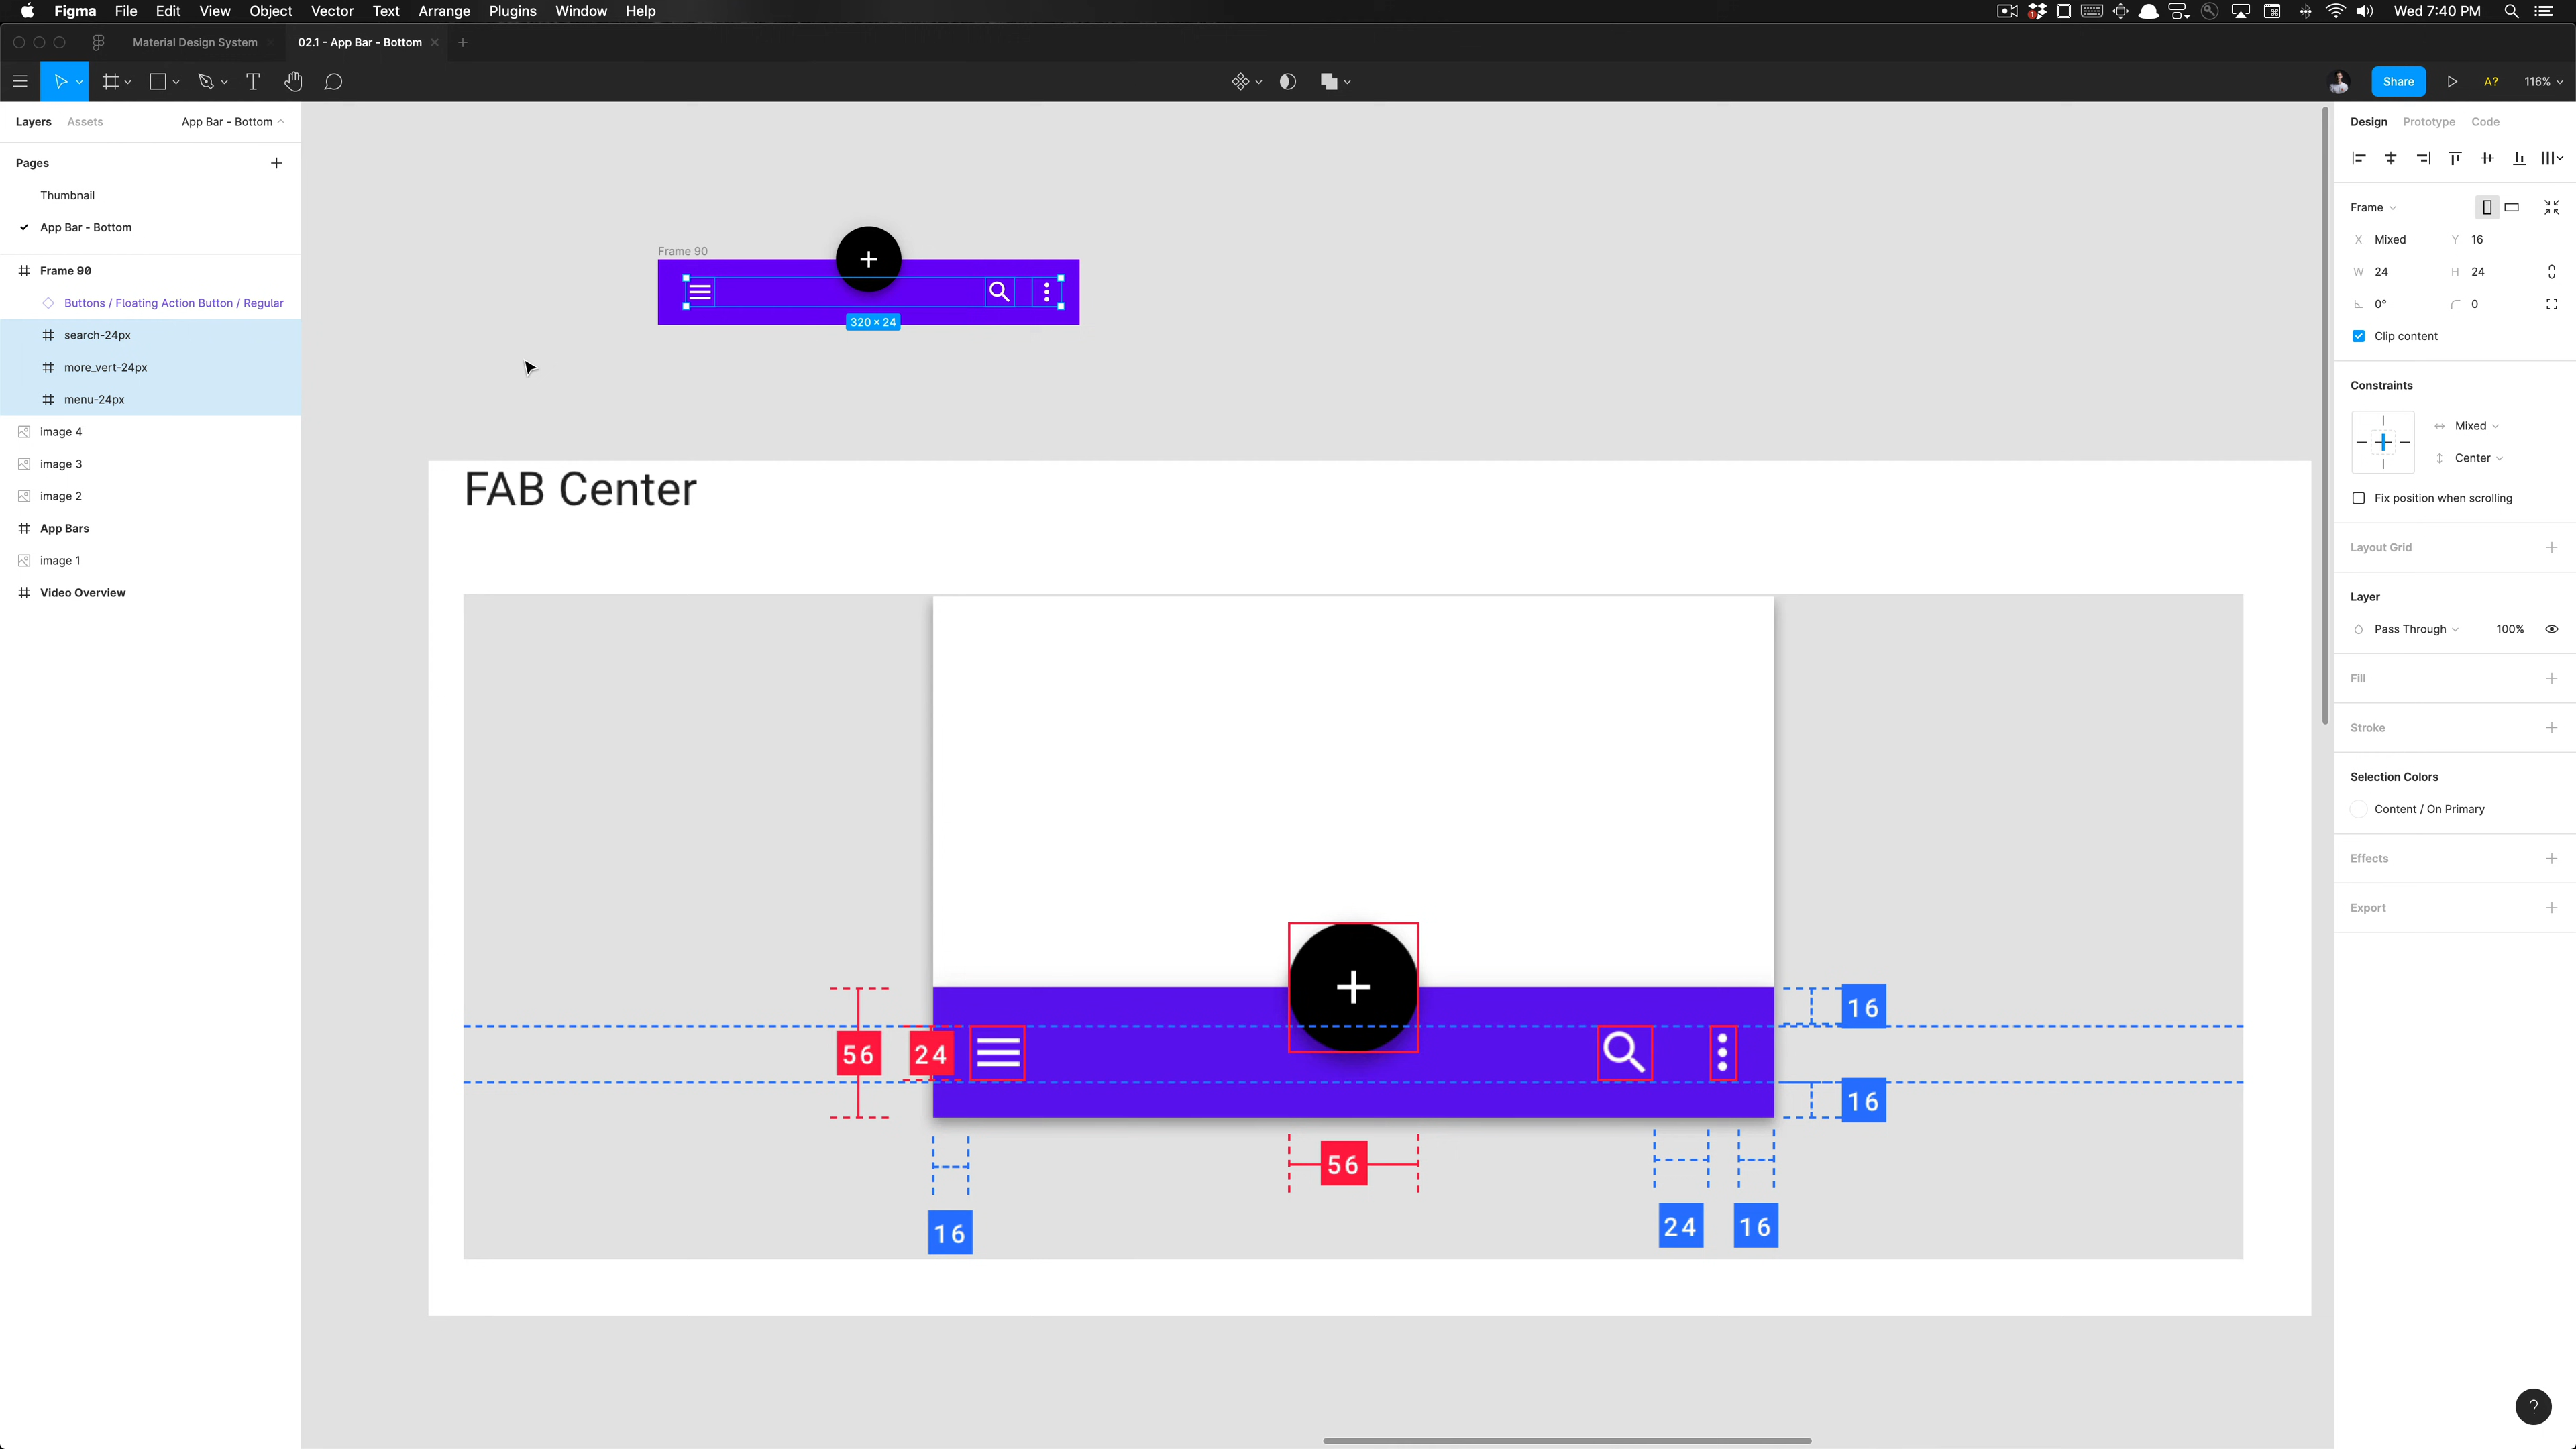 Figma File Edit View Object Vector Text Arrange Plugins Window Help
1
Wed 7:40 PM
Material Design System
02.1 - App Bar - Bottom
Share
A?
116%
Layers Assets App Bar - Bottom
Pages
Thumbnail
App Bar - Bottom
Frame 90
Buttons / Floating Action Button / Regular
search-24px
more_vert-24px
menu-24px
image 4
image 3
image 2
App Bars
image 1
Video Overview
Frame 90
320 × 24
FAB Center
16
56
24
16
56
16
24
16
Design Prototype Code
Frame
X Mixed Y 16
W 24 H 24
0° 0
Clip content
Constraints
Mixed
Center
Fix position when scrolling
Layout Grid
Layer
Pass Through 100%
Fill
Stroke
Selection Colors
Content / On Primary
Effects
Export
?